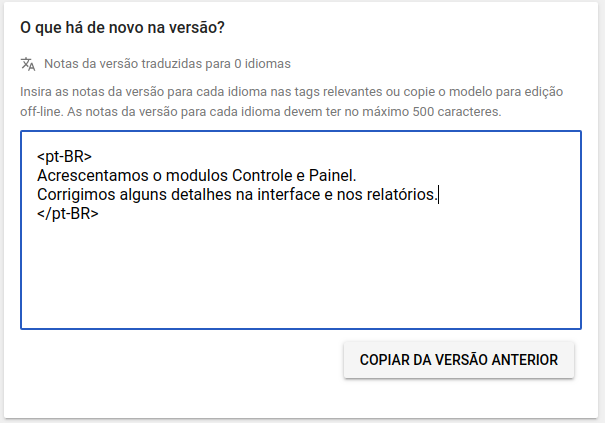 O que há de novo na versão?
Notas da versão traduzidas para 0 idiomas
Insira as notas da versão para cada idioma nas tags relevantes ou copie o modelo para edição
off-line. As notas da versão para cada idioma devem ter no máximo 500 caracteres.
<pt-BR>
Acrescentamos o modulos Controle e Painel.
Corrigimos alguns detalhes na interface e nos relatórios.
</pt-BR>
COPIAR DA VERSÃO ANTERIOR